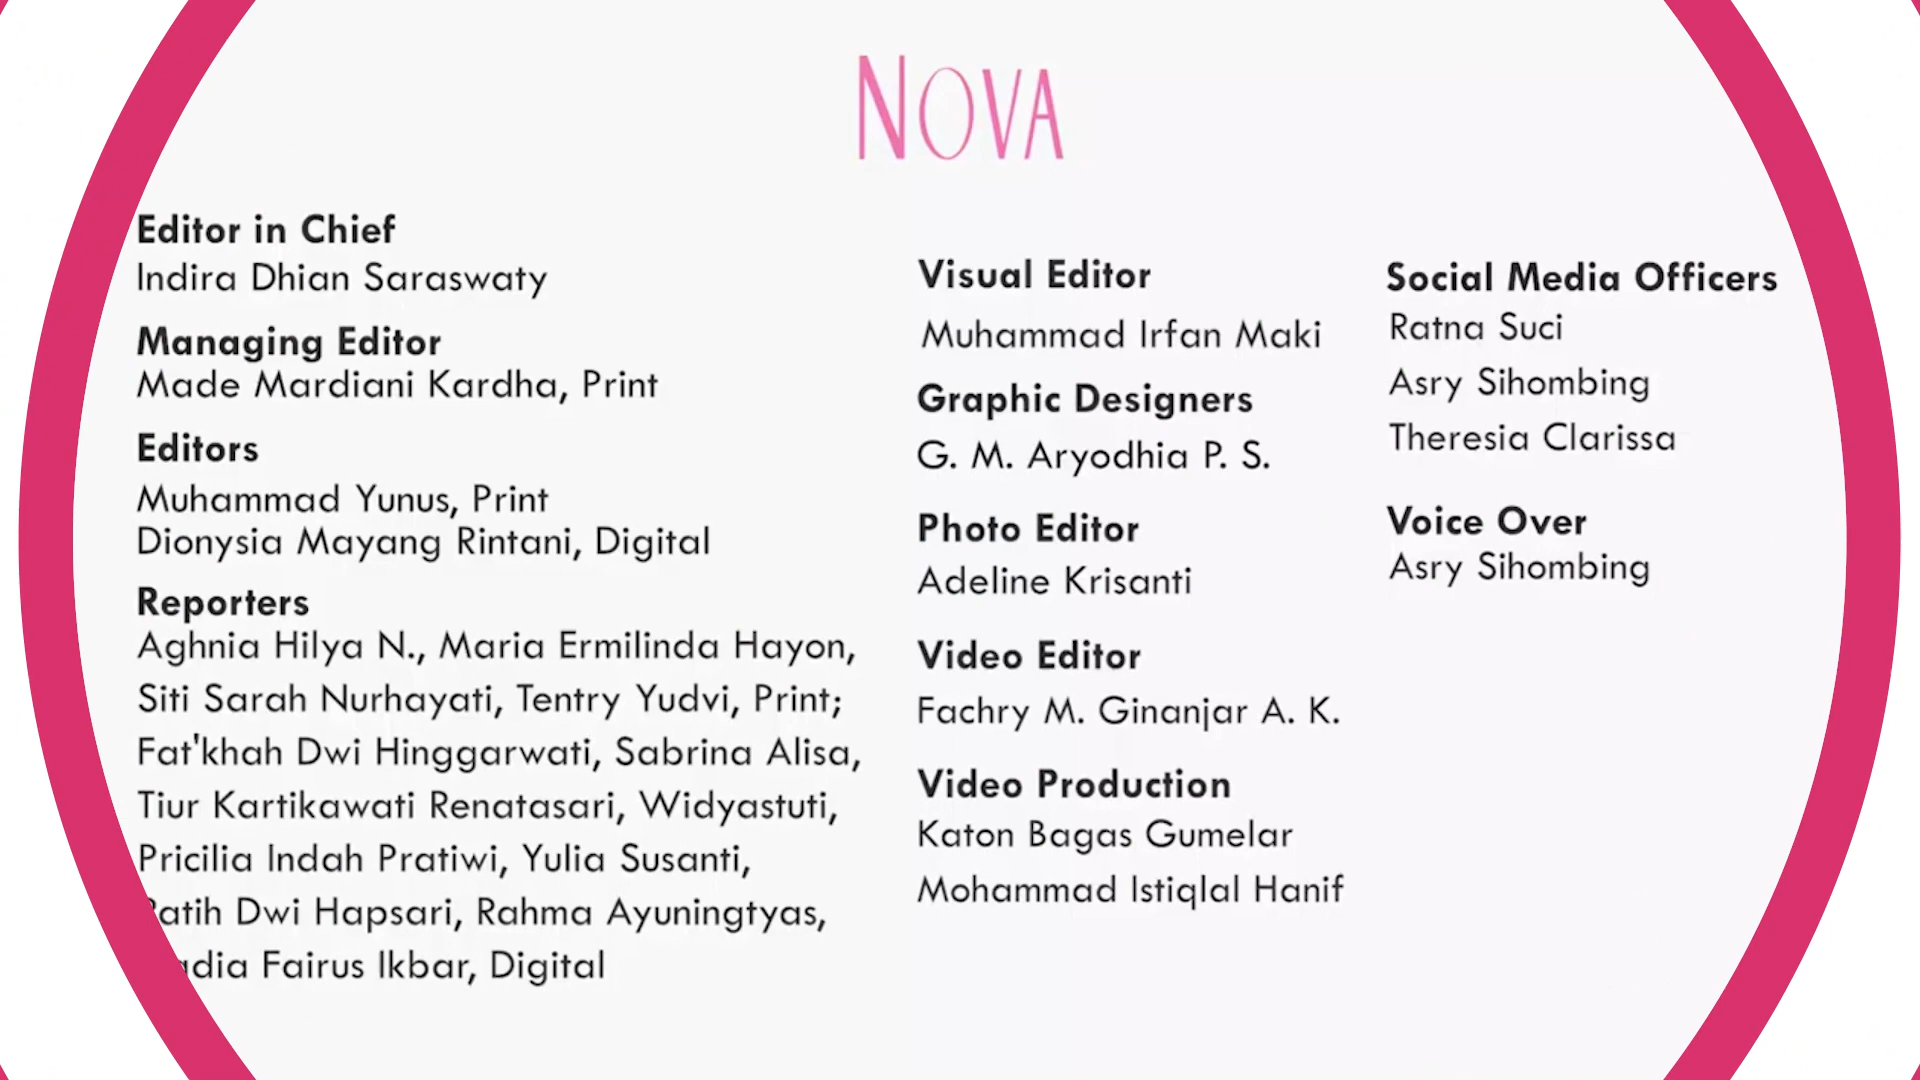 NOVA
Editor in Chief
Indira Dhian Saraswaty
Managing Editor
Made Mardiani Kardha, Print
Editors
Muhammad Yunus, Print
Dionysia Mayang Rintani, Digital
Reporters
Aghnia Hilya N., Maria Ermilinda Hayon,
Siti Sarah Nurhayati, Tentry Yudvi, Print;
Fat'khah Dwi Hinggarwati, Sabrina Alisa,
Tiur Kartikawati Renatasari, Widyastuti,
Pricilia Indah Pratiwi, Yulia Susanti,
Dwi Hapsari, Rahma Ayuningtyas,
Fairus Ikbar, Digital
Visual Editor
Muhammad Irfan Maki
Graphic Designers
G. M. Aryodhia P. S.
Photo Editor
Adeline Krisanti
Video Editor
Fachry M. Ginanjar A. K.
Video Production
Katon Bagas Gumelar
Mohammad Istiqlal Hanif
Social Media Officers
Ratna Suci
Asry Sihombing
Theresia Clarissa
Voice Over
Asry Sihombing